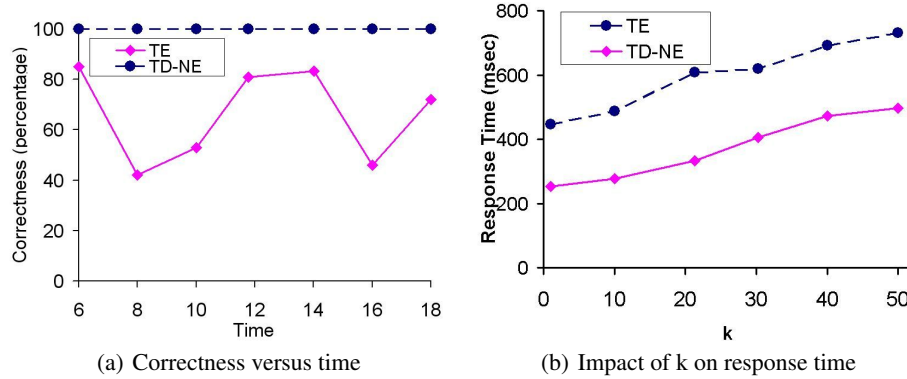 100
80
60
40
20
0
Correctness (percentage)
TE
TD-NE
6 8 10 12 14 16 18
Time
(a) Correctness versus time
800
600
400
200
0
Response Time (msec)
TE
TD-NE
0 10 20 30 40 50
k
(b) Impact of k on response time